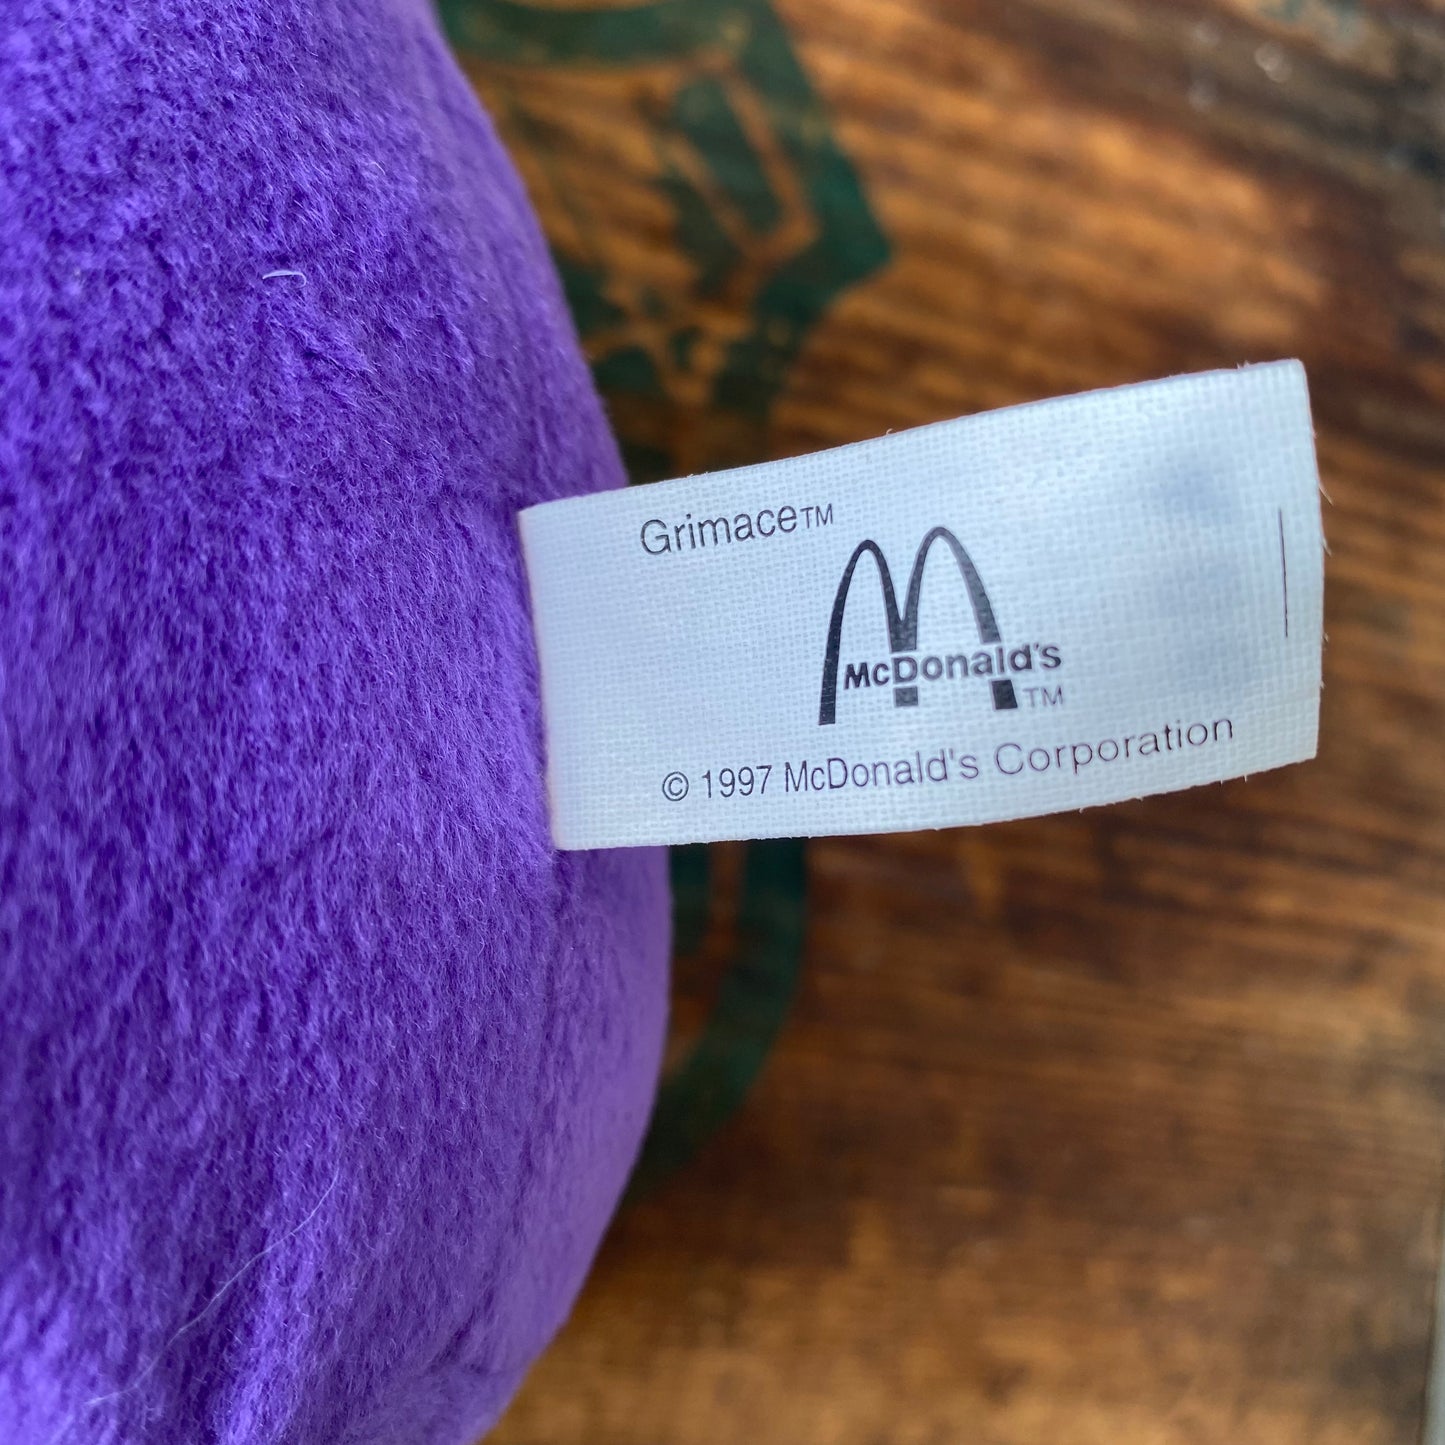 Grimace™
McDonald's
™
© 1997 McDonald's Corporation